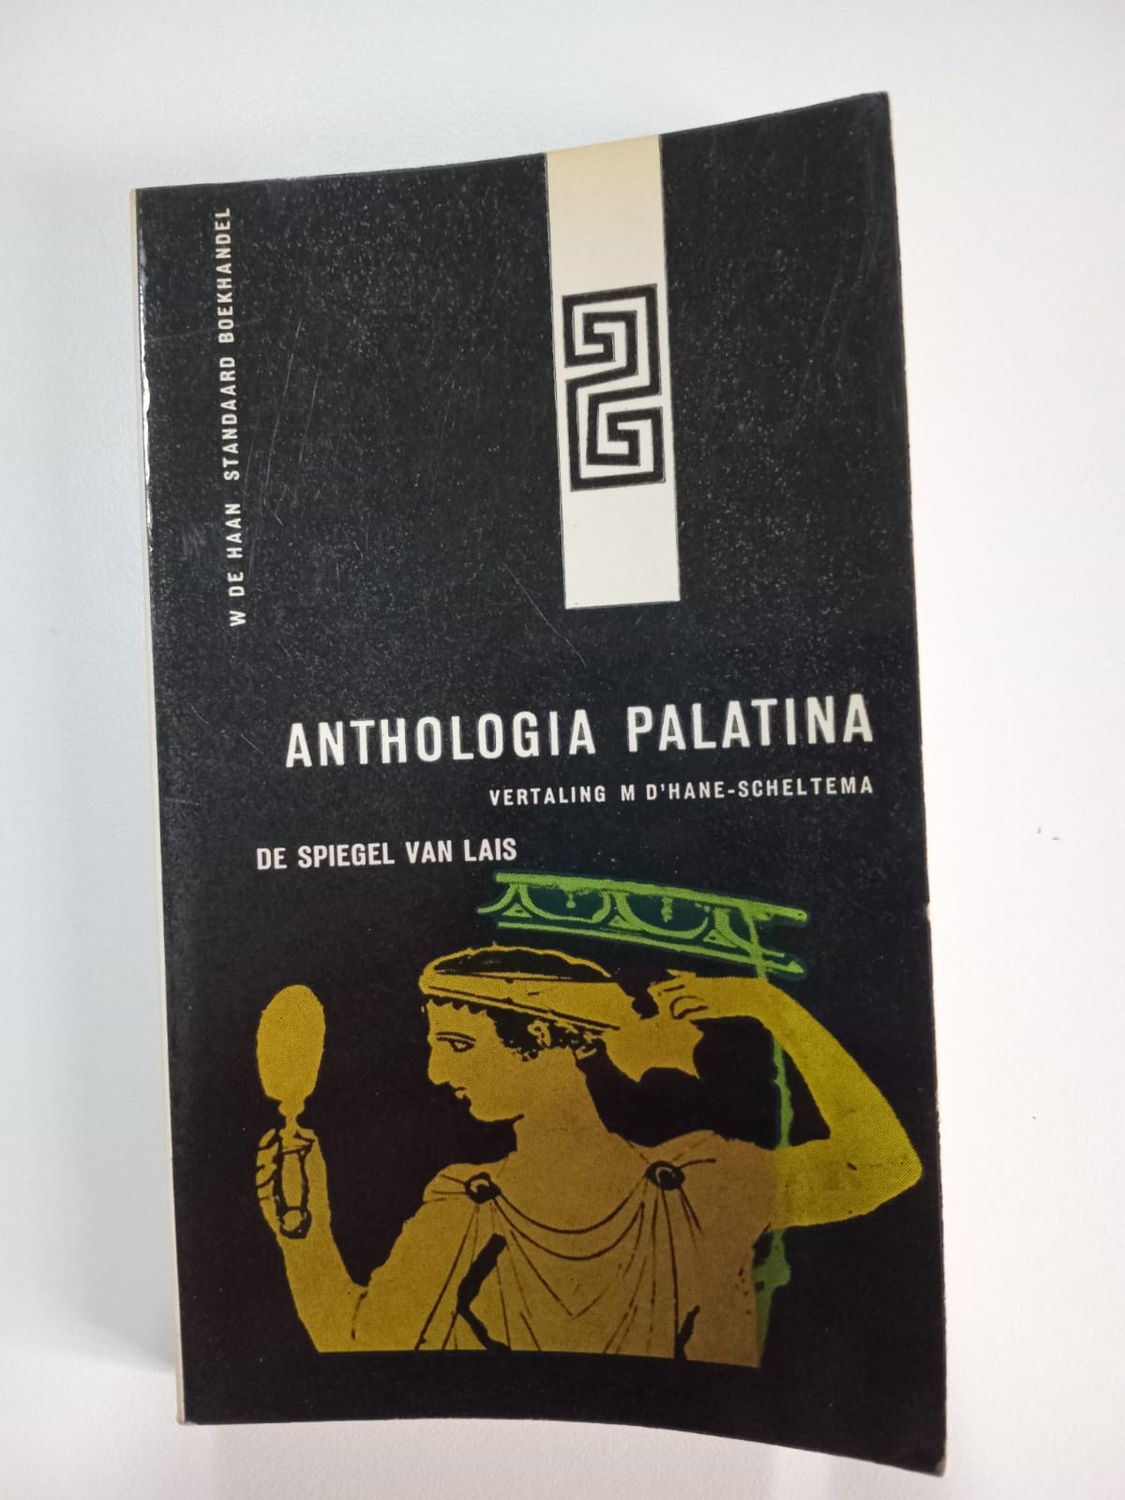 W DE HAAN STANDAARD BOEKHANDEL
ANTHOLOGIA PALATINA
VERTALING M D'HANE-SCHELTEMA
DE SPIEGEL VAN LAIS